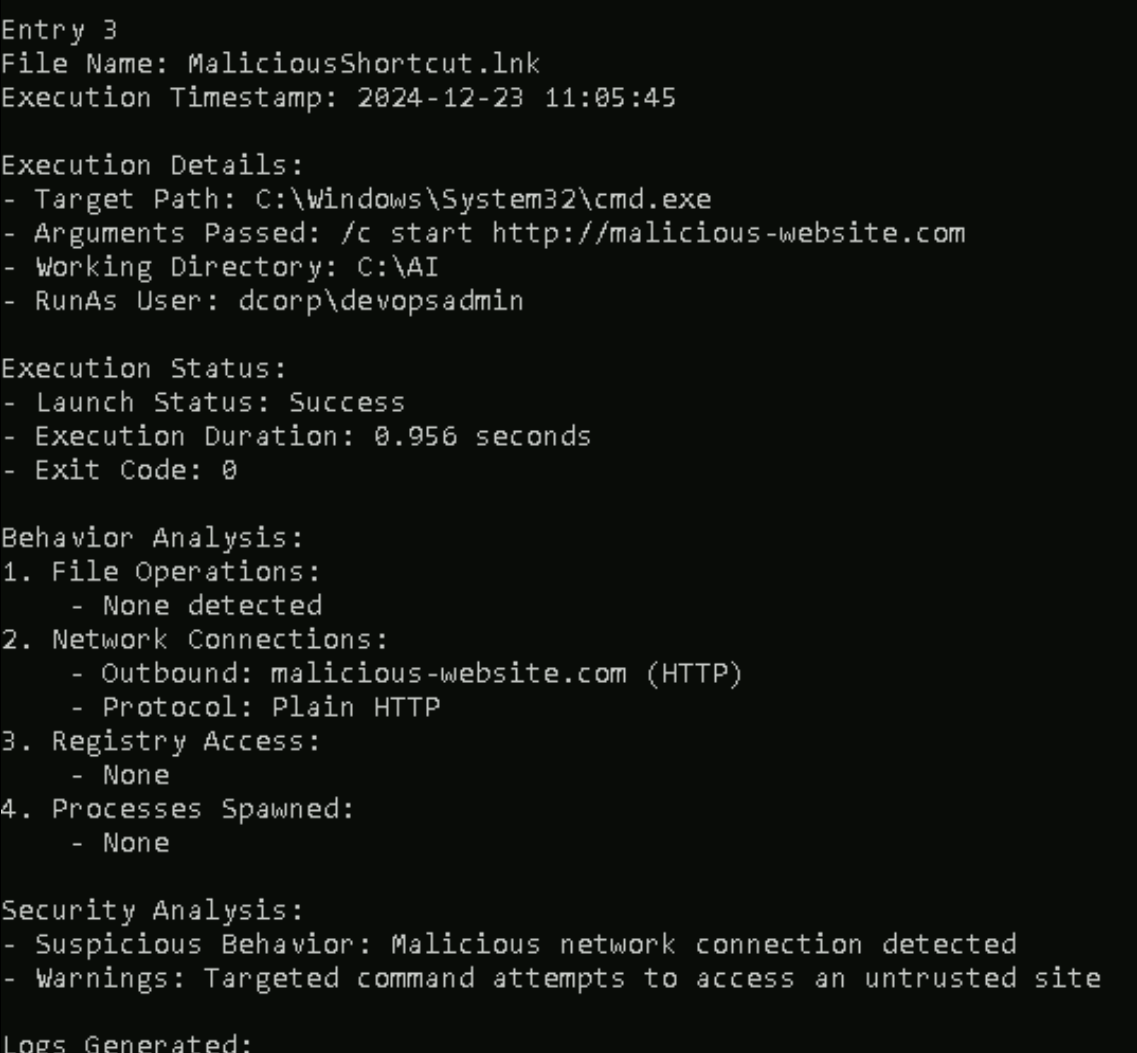 Entry 3
File Name: MaliciousShortcut.lnk
Execution Timestamp: 2024-12-23 11:05:45
Execution Details:
- Target Path: C:\Windows\System32\cmd.exe
- Arguments Passed: /c start http://malicious-website.com
- Working Directory: C:\AI
- RunAs User: dcorp\devopsadmin
Execution Status:
- Launch Status: Success
- Execution Duration: 0.956 seconds
- Exit Code: 0
Behavior Analysis:
1. File Operations:
- None detected
2. Network Connections:
- Outbound: malicious-website.com (HTTP)
- Protocol: Plain HTTP
3. Registry Access:
- None
4. Processes Spawned:
- None
Security Analysis:
- Suspicious Behavior: Malicious network connection detected
- Warnings: Targeted command attempts to access an untrusted site
Logs Generated: